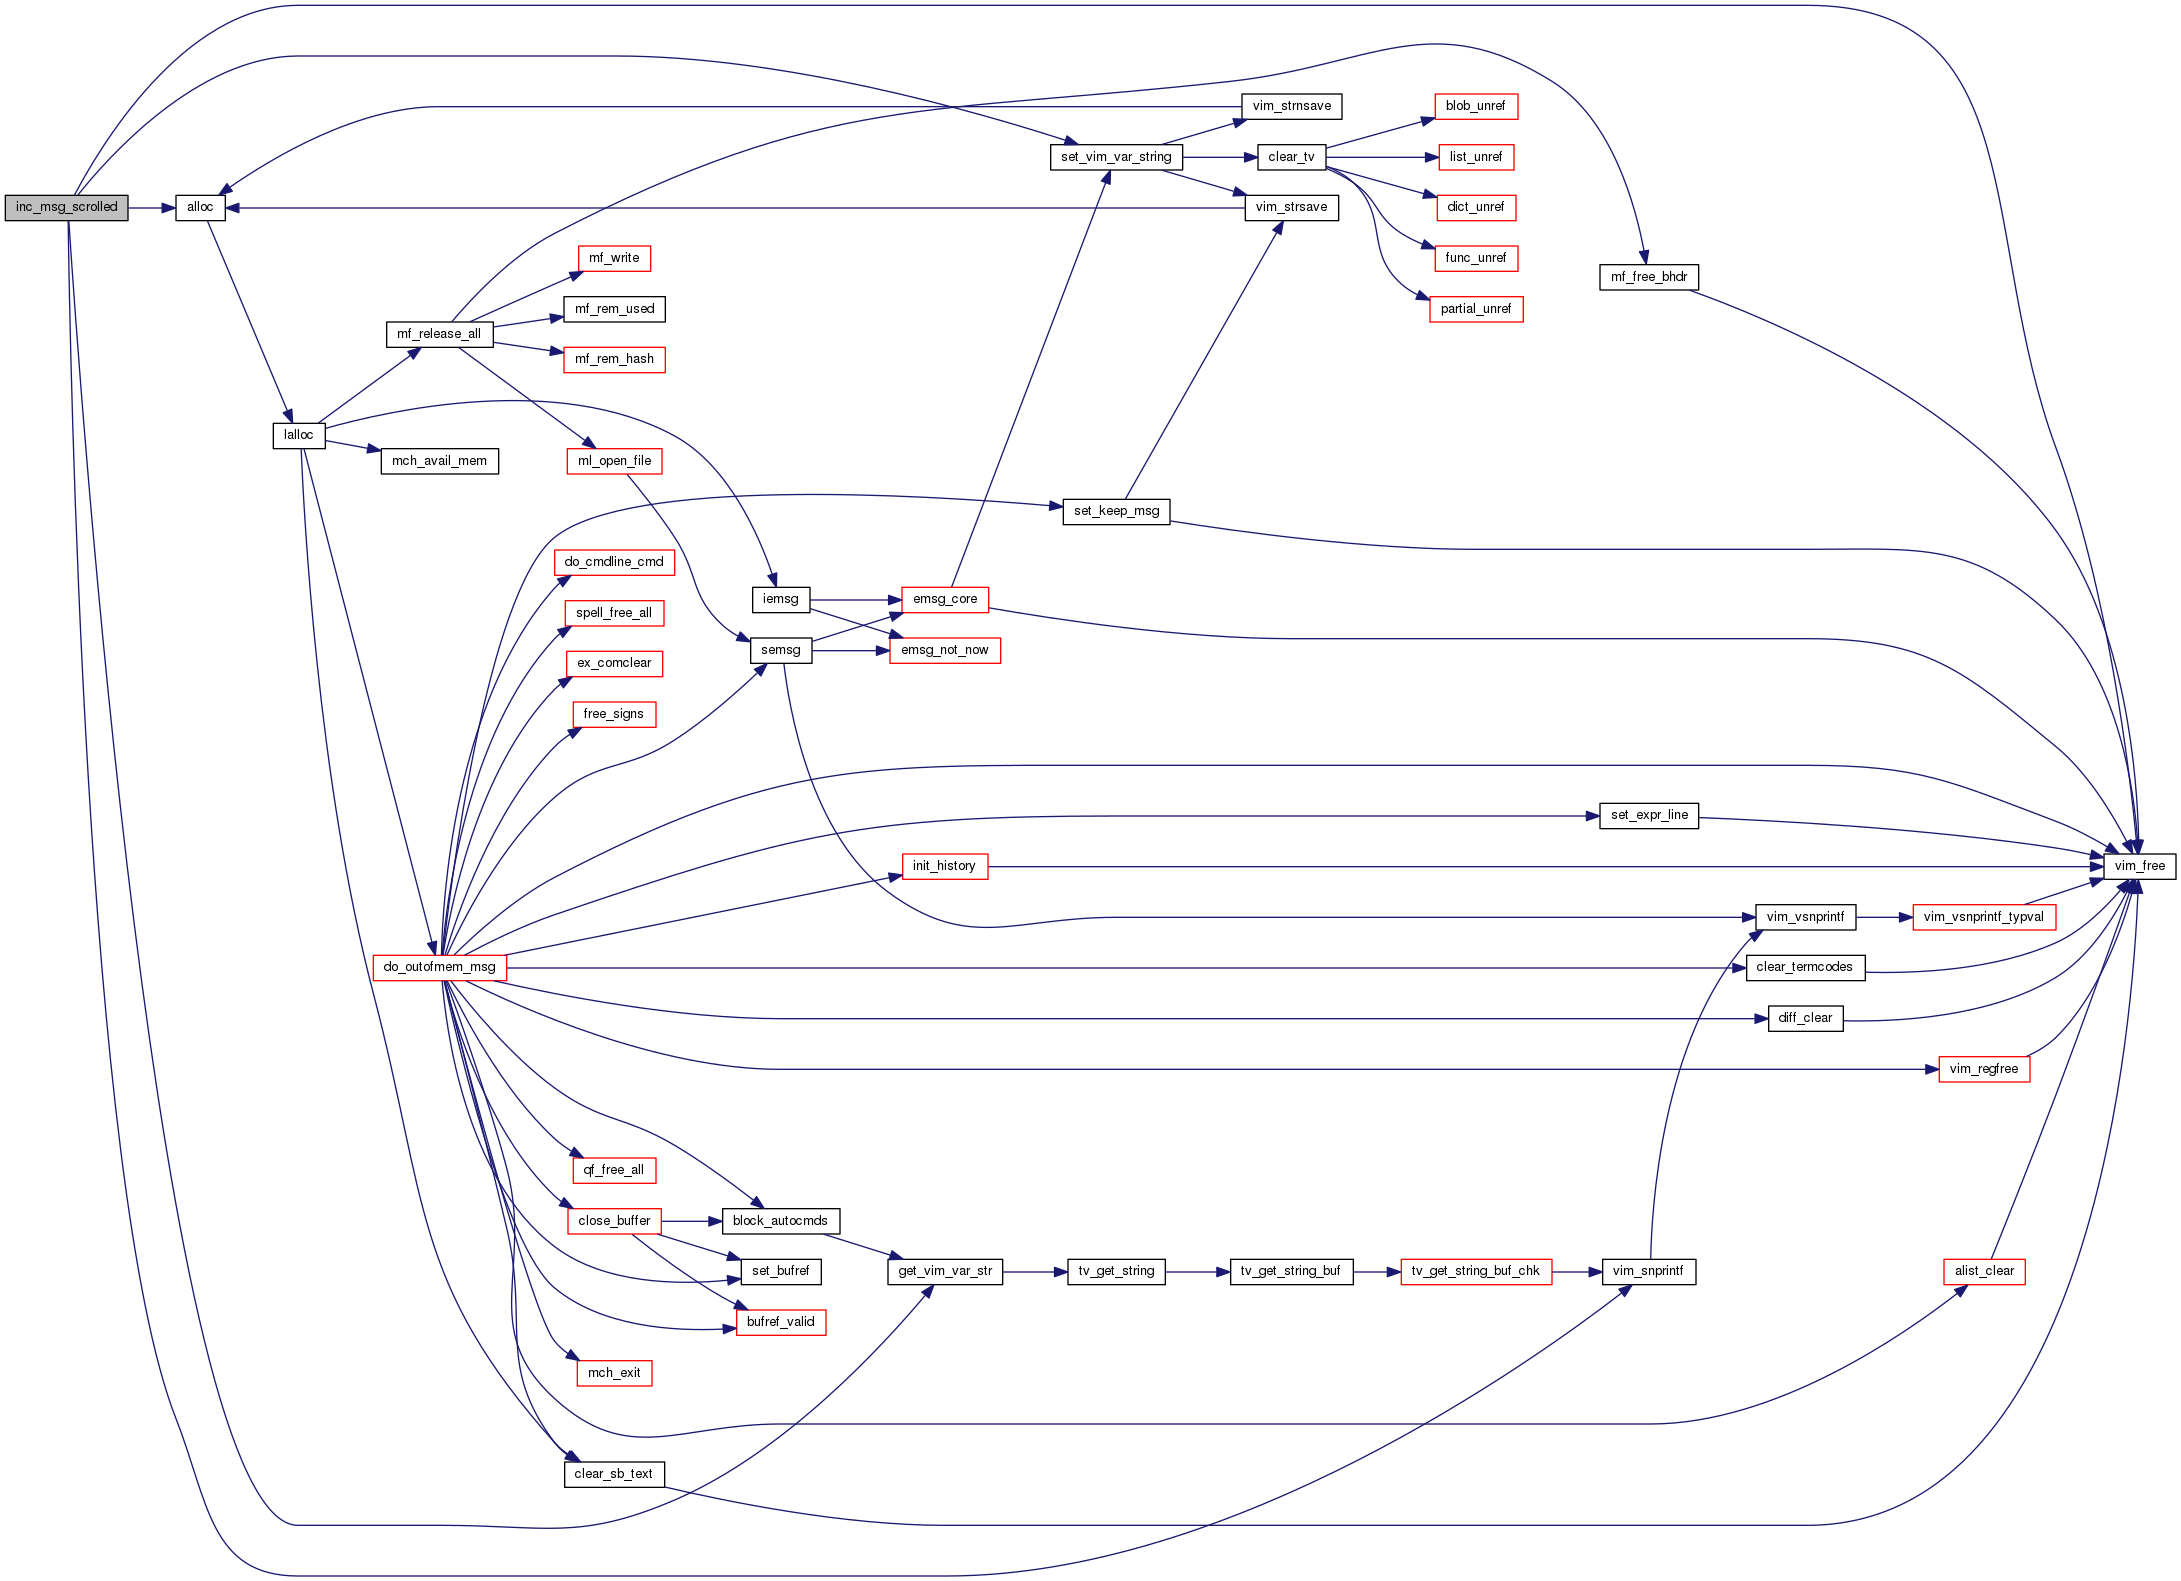 inc_msg_scrolled
alloc
lalloc
mf_release_all
mch_avail_mem
do_outofmem_msg
mf_write
mf_rem_used
mf_rem_hash
ml_open_file
do_cmdline_cmd
spell_free_all
ex_comclear
free_signs
qf_free_all
close_buffer
mch_exit
clear_sb_text
iemsg
semsg
block_autocmds
set_bufref
bufref_valid
emsg_core
emsg_not_now
init_history
get_vim_var_str
set_vim_var_string
set_keep_msg
tv_get_string
vim_strnsave
clear_tv
vim_strsave
tv_get_string_buf
blob_unref
list_unref
dict_unref
func_unref
partial_unref
tv_get_string_buf_chk
mf_free_bhdr
set_expr_line
vim_snprintf
vim_vsnprintf
clear_termcodes
diff_clear
vim_vsnprintf_typval
vim_regfree
alist_clear
vim_free